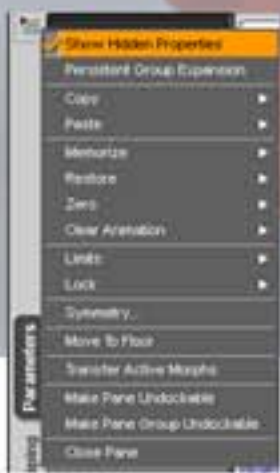 Show Hidden Properties
Persistent Group Expansion
Copy
Paste
Memorize
Restore
Zero
Clear Animation
Limits
Lock
Symmetry...
Move To Floor
Transfer Active Morphs
Make Pane Undockable
Make Pane Group Undockable
Close Pane
Parameters